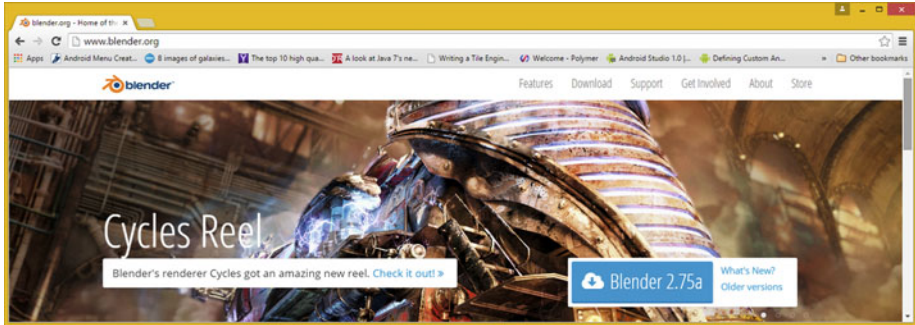 blender.org - Home of th
www.blender.org
Apps Android Menu Creat... 8 images of galaxies... The top 10 high qua... A look at Java 7's ne... Writing a Tile Engin... Welcome - Polymer Android Studio 1.0 |... Defining Custom An... » Other bookmarks
blender Features Download Support Get Involved About Store
Cycles Reel
Blender's renderer Cycles got an amazing new reel. Check it out! »
Blender 2.75a
What's New?
Older versions